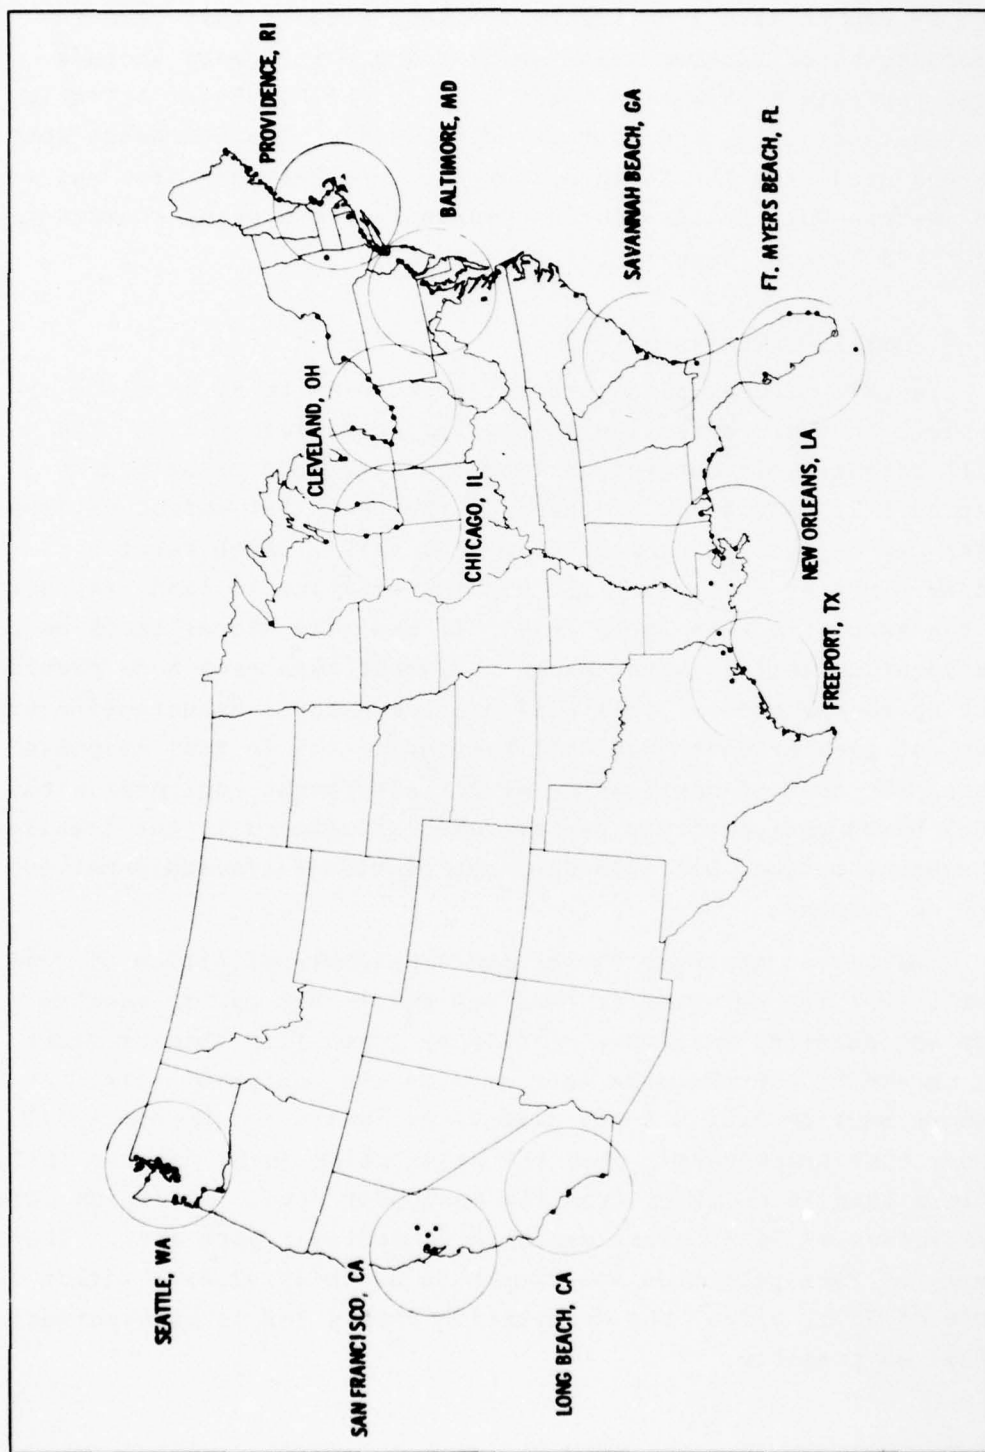 SEATTLE, WA
SAN FRANCISCO, CA
LONG BEACH, CA
CHICAGO, IL
CLEVELAND, OH
PROVIDENCE, RI
BALTIMORE, MD
SAVANNAH BEACH, GA
FT. MYERS BEACH, FL
NEW ORLEANS, LA
FREEPORT, TX